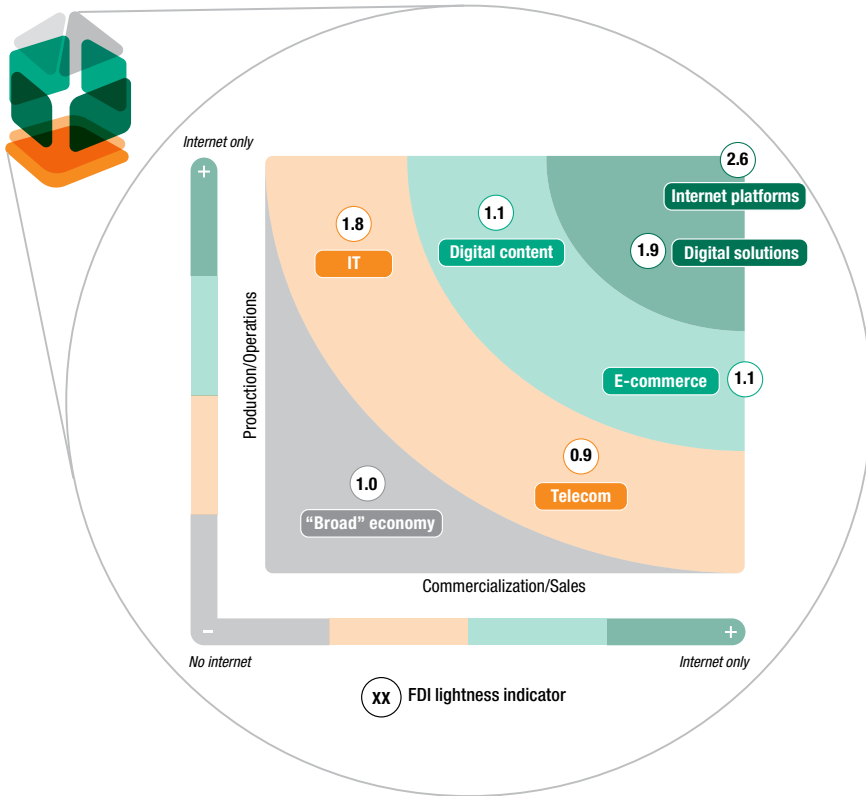 Internet only
+
2.6
Internet platforms
1.8
IT
1.1
Digital content
1.9
Digital solutions
Production/Operations
E-commerce
1.1
0.9
Telecom
1.0
“Broad” economy
Commercialization/Sales
–
+
No internet
Internet only
XX
FDI lightness indicator